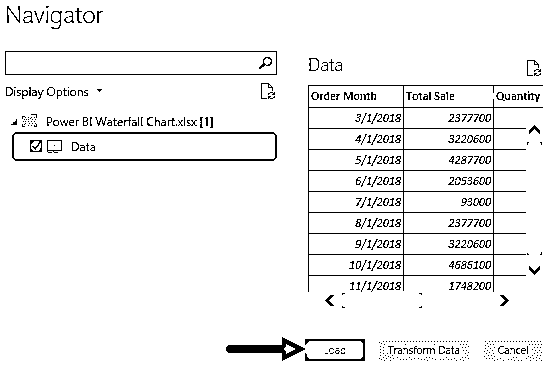 Navigator
Display Options
Power BI Waterfall Chart.xlsx [1]
Data
Data
Order Month Total Sale Quantity
3/1/2018 2377700
4/1/2018 3220600
5/1/2018 4287700
6/1/2018 2053600
7/1/2018 93000
8/1/2018 2377700
9/1/2018 3220600
10/1/2018 4685100
11/1/2018 1748200
Load Transform Data Cancel